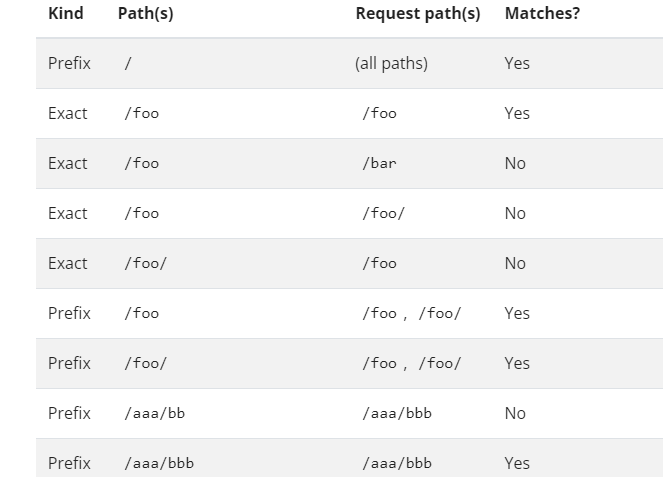 Kind Path(s) Request path(s) Matches?
Prefix / (all paths) Yes
Exact /foo /foo Yes
Exact /foo /bar No
Exact /foo /foo/ No
Exact /foo/ /foo No
Prefix /foo /foo , /foo/ Yes
Prefix /foo/ /foo , /foo/ Yes
Prefix /aaa/bb /aaa/bbb No
Prefix /aaa/bbb /aaa/bbb Yes